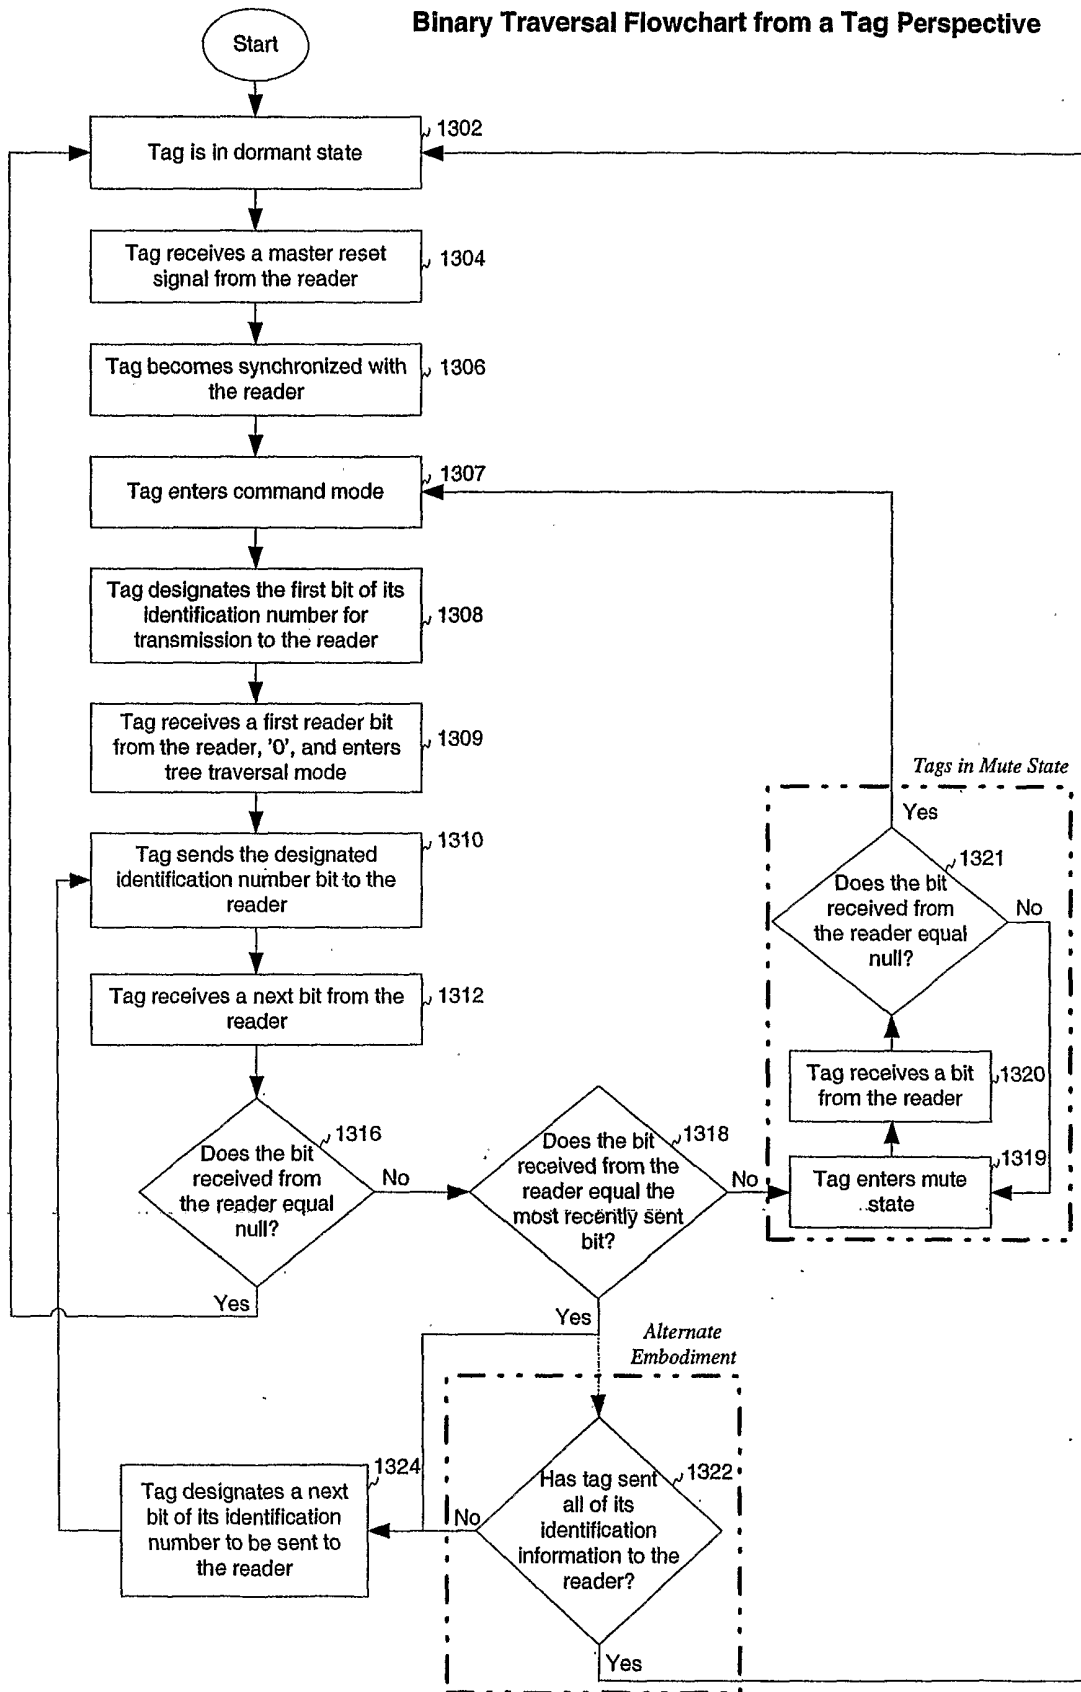 Binary Traversal Flowchart from a Tag Perspective
Start
1302
Tag is in dormant state
Tag receives a master reset
signal from the reader
1304
Tag becomes synchronized with
the reader
1306
1307
Tag enters command mode
Tag designates the first bit of its
identification number for
transmission to the reader
1308
Tag receives a first reader bit
from the reader, '0', and enters
tree traversal mode
1309
Tags in Mute State
Yes
1310
Tag sends the designated
identification number bit to the
reader
1321
Does the bit
received from
the reader equal
null?
No
Tag receives a next bit from the
reader
1312
Tag receives a bit
from the reader
1320
1316
Does the bit
received from
the reader equal
null?
No
1318
Does the bit
received from the
reader equal the
most recently sent
bit?
No
1319
Tag enters mute
state
Yes
Yes
Alternate
Embodiment
1324
Tag designates a next
bit of its identification
number to be sent to
the reader
No
1322
Has tag sent
all of its
identification
information to the
reader?
Yes